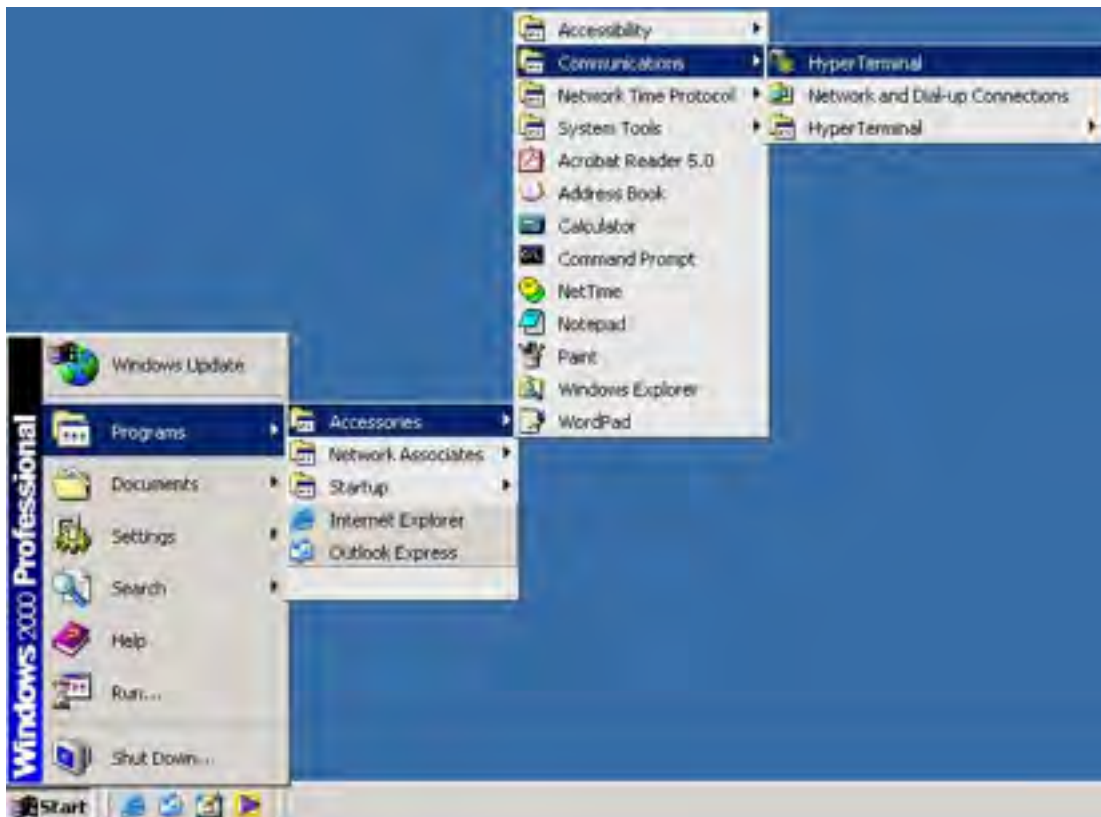 Accessibility
Communications
Network Time Protocol
System Tools
Acrobat Reader 5.0
Address Book
Calculator
Command Prompt
NetTime
Notepad
Paint
Windows Explorer
WordPad
HyperTerminal
Network and Dial-up Connections
HyperTerminal
Accessories
Network Associates
Startup
Internet Explorer
Outlook Express
Windows Update
Programs
Documents
Settings
Search
Help
Run...
Shut Down...
Windows 2000 Professional
Start